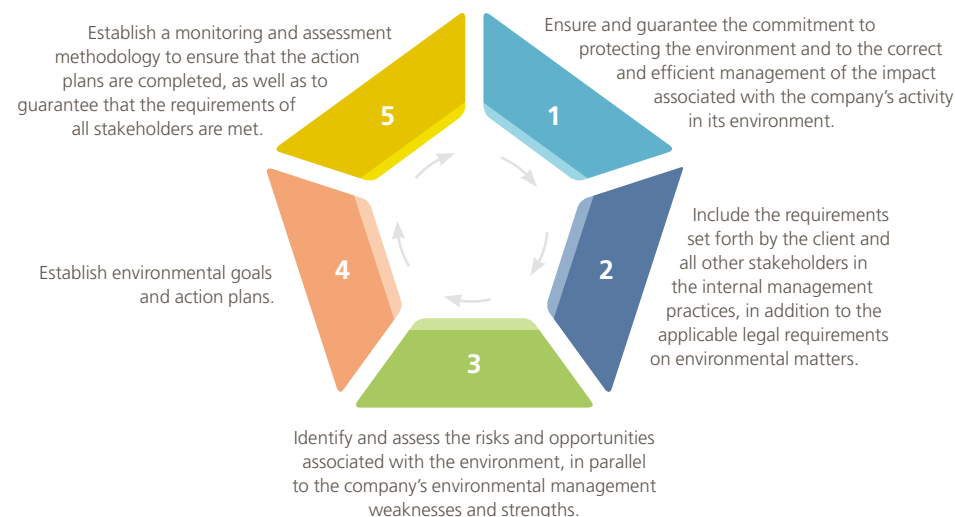 Ensure and guarantee the commitment to
protecting the environment and to the correct
and efficient management of the impact
associated with the company’s activity
in its environment.
1
Include the requirements
set forth by the client and
all other stakeholders in
the internal management
practices, in addition to the
applicable legal requirements
on environmental matters.
2
3
Identify and assess the risks and opportunities
associated with the environment, in parallel
to the company’s environmental management
weaknesses and strengths.
4
Establish environmental goals
and action plans.
5
Establish a monitoring and assessment
methodology to ensure that the action
plans are completed, as well as to
guarantee that the requirements of
all stakeholders are met.